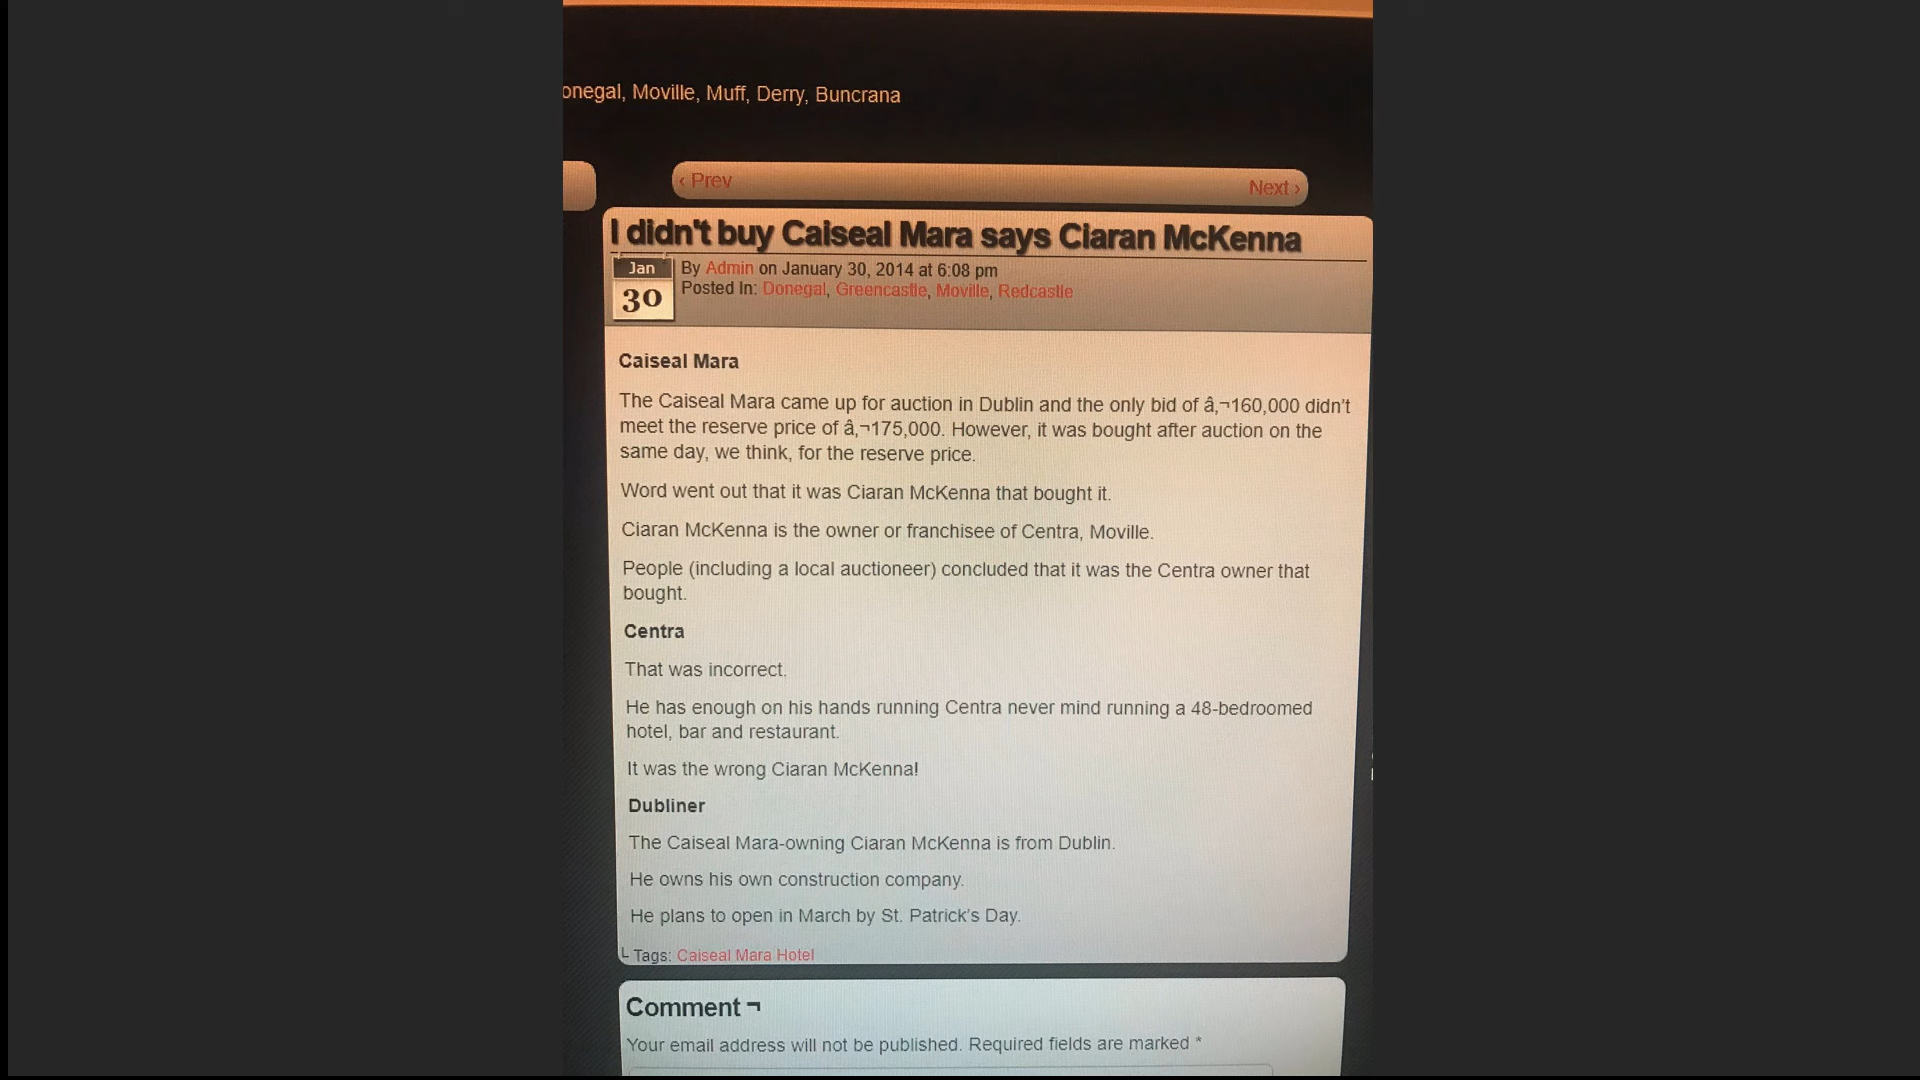 onegal, Moville, Muff, Derry, Buncrana
‹ Prev
Next ›
I didn't buy Caiseal Mara says Ciaran McKenna
Jan
30
By Admin on January 30, 2014 at 6:08 pm
Posted In: Donegal, Greencastle, Moville, Redcastle
Caiseal Mara
The Caiseal Mara came up for auction in Dublin and the only bid of â‚¬160,000 didn't
meet the reserve price of â‚¬175,000. However, it was bought after auction on the
same day, we think, for the reserve price.
Word went out that it was Ciaran McKenna that bought it.
Ciaran McKenna is the owner or franchisee of Centra, Moville.
People (including a local auctioneer) concluded that it was the Centra owner that
bought.
Centra
That was incorrect.
He has enough on his hands running Centra never mind running a 48-bedroomed
hotel, bar and restaurant.
It was the wrong Ciaran McKenna!
Dubliner
The Caiseal Mara-owning Ciaran McKenna is from Dublin.
He owns his own construction company.
He plans to open in March by St. Patrick's Day.
└ Tags: Caiseal Mara Hotel
Comment ¬
Your email address will not be published. Required fields are marked *